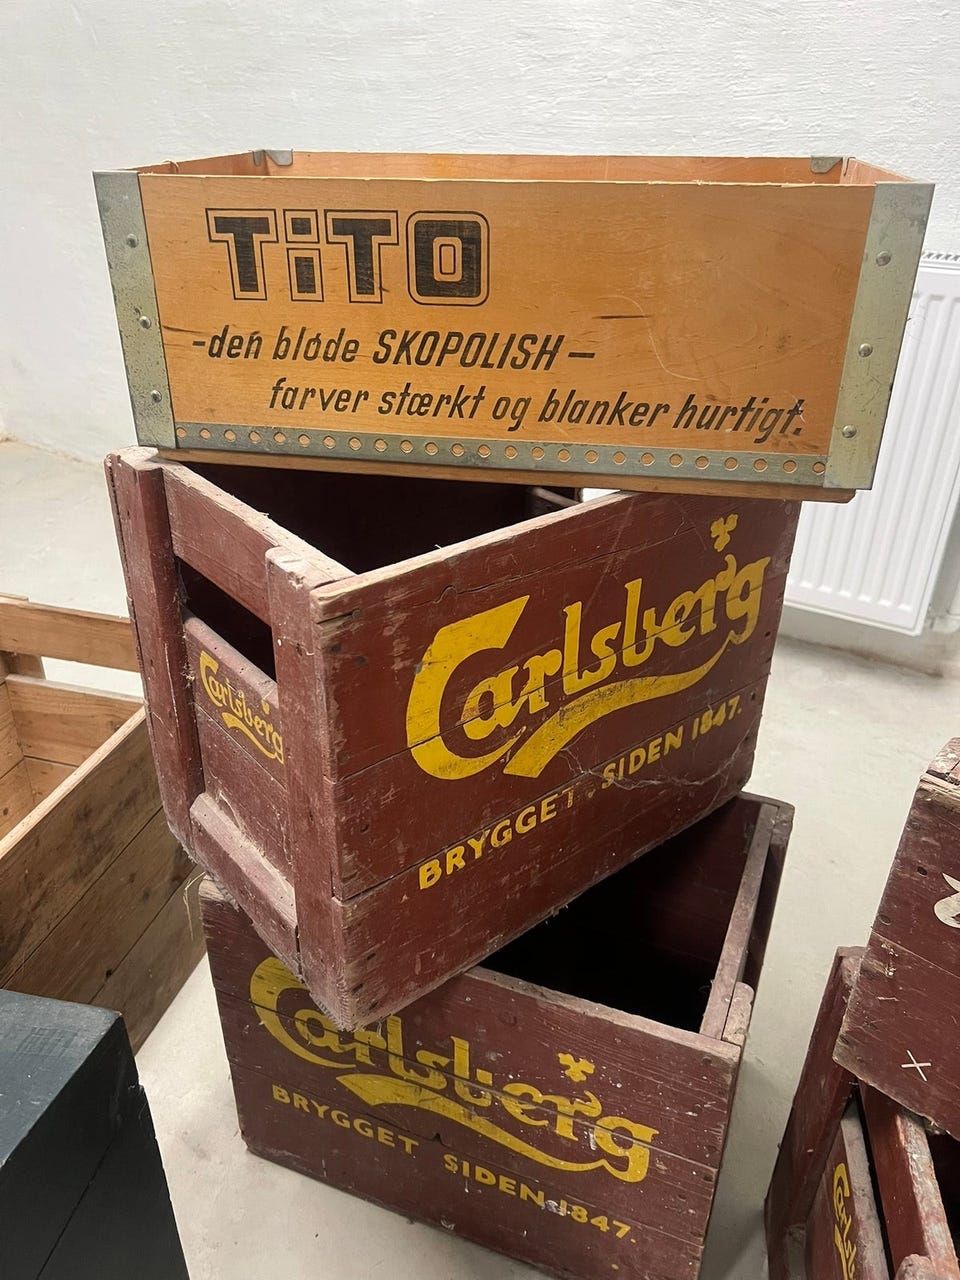 TiTO
-den bløde SKOPOLISH-
farver stærkt og blanker hurtigt.
Carlsberg
BRYGGET. SIDEN 1847.
Carlsberg
Carlsberg
BRYGGET SIDEN 1847.